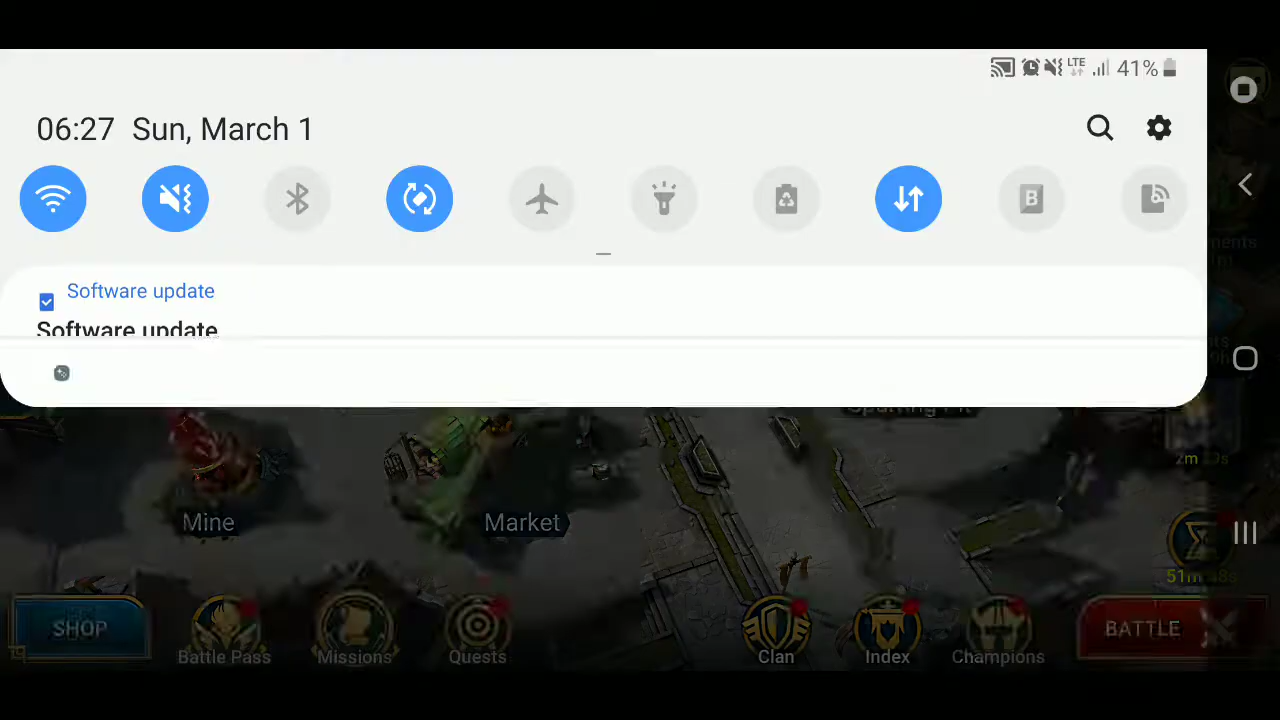 LTE 41%
06:27 Sun, March 1
B
Software update
Software update
Mine
Market
SHOP
Battle Pass
Missions
Quests
Clan
Index
Champions
BATTLE